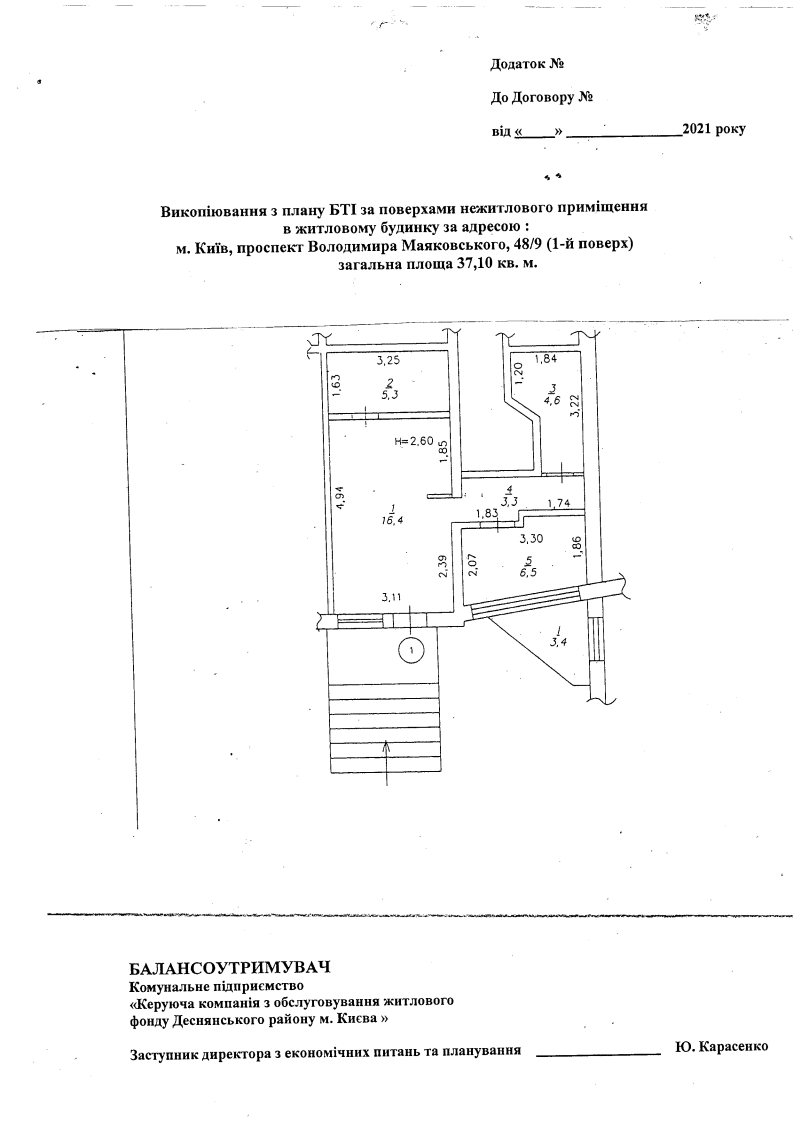 Додаток №
До Договору №
від «____» ________________2021 року
Викопіювання з плану БТІ за поверхами нежитлового приміщення
в житловому будинку за адресою :
м. Київ, проспект Володимира Маяковського, 48/9 (1-й поверх)
загальна площа 37,10 кв. м.
3,25
1,63
2
5,3
1,84
1,20
3
4,6
3,22
H=2,60
1,85
4,94
1
16,4
4
3,3
1,83
1,74
3,30
1,86
2,39
2,07
5
6,5
3,11
1
1
3,4
БАЛАНСОУТРИМУВАЧ
Комунальне підприємство
«Керуюча компанія з обслуговування житлового
фонду Деснянського району м. Києва »
Заступник директора з економічних питань та планування _________________ Ю. Карасенко